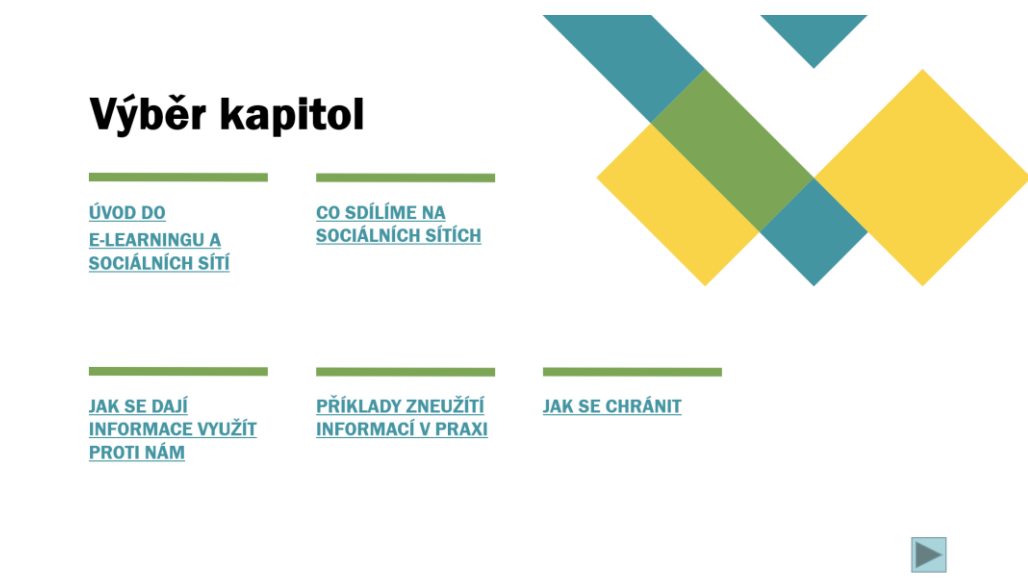 Výběr kapitol
ÚVOD DO
E-LEARNINGU A
SOCIÁLNÍCH SÍTÍ
CO SDÍLÍME NA
SOCIÁLNÍCH SÍTÍCH
JAK SE DAJÍ
INFORMACE VYUŽÍT
PROTI NÁM
PŘÍKLADY ZNEUŽÍTÍ
INFORMACÍ V PRAXI
JAK SE CHRÁNIT